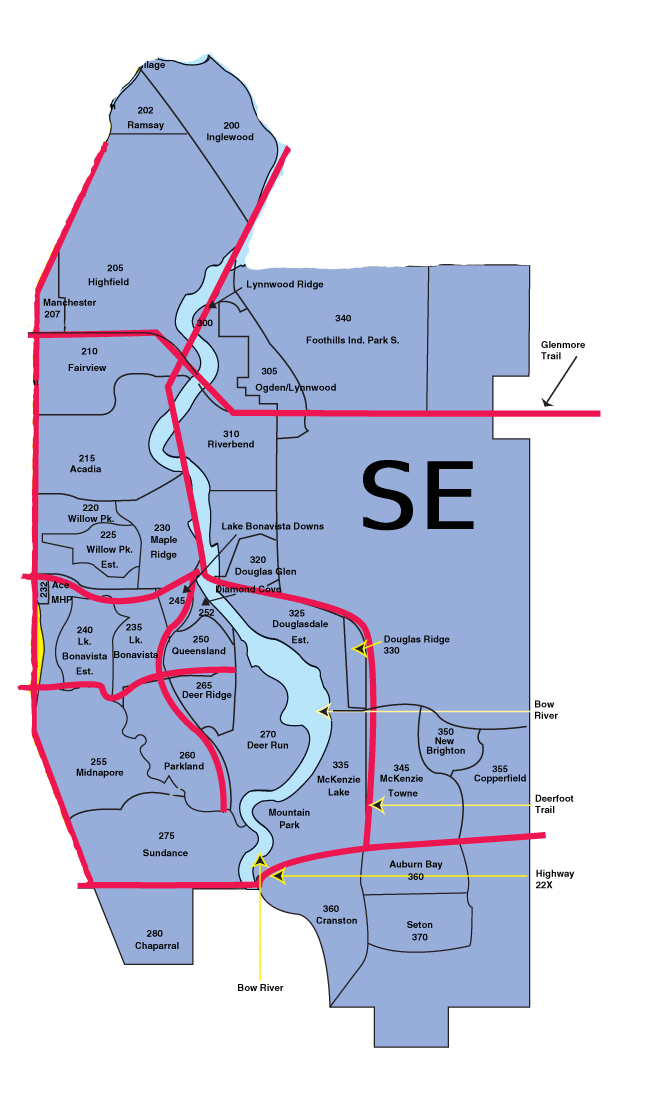 llage
202
Ramsay
200
Inglewood
205
Highfield
Manchester
207
Lynnwood Ridge
300
340
Foothills Ind. Park S.
Glenmore
Trail
210
Fairview
305
Ogden/Lynnwood
310
Riverbend
215
Acadia
SE
220
Willow Pk.
225
Willow Pk.
Est.
230
Maple
Ridge
Lake Bonavista Downs
320
Douglas Glen
232
Ace
MHP
245
Diamond Cove
252
325
Douglasdale
Est.
240
Lk.
Bonavista
Est.
235
Lk.
Bonavista
250
Queensland
Douglas Ridge
330
265
Deer Ridge
Bow
River
270
Deer Run
350
New
Brighton
255
Midnapore
260
Parkland
335
McKenzie
Lake
345
McKenzie
Towne
355
Copperfield
Deerfoot
Trail
Mountain
Park
275
Sundance
Auburn Bay
360
Highway
22X
360
Cranston
Seton
370
280
Chaparral
Bow River